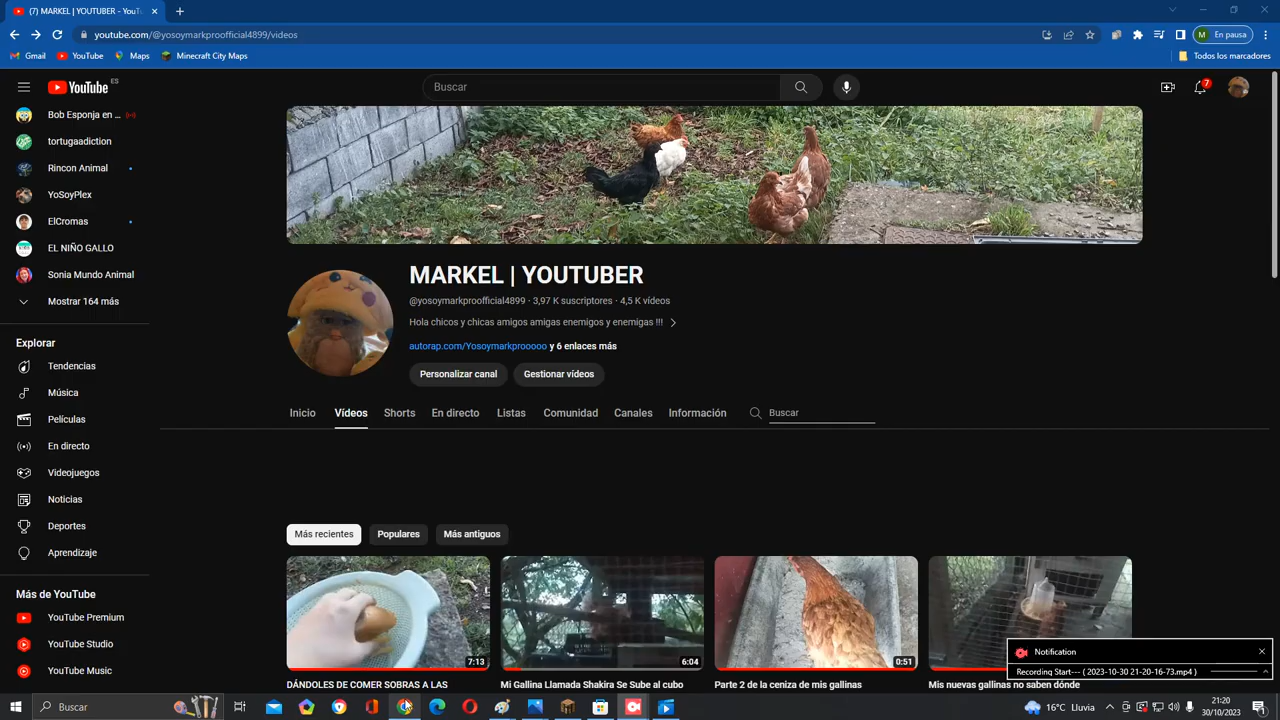 (7) MARKEL | YOUTUBER - YouT
youtube.com/@yosoymarkproofficial4899/videos
M En pausa
Gmail YouTube Maps Minecraft City Maps Todos los marcadores
YouTube ES
Buscar
7
Bob Esponja en ...
tortugaadiction
Rincon Animal
YoSoyPlex
ElCromas
EL NIÑO GALLO
Sonia Mundo Animal
Mostrar 164 más
Explorar
Tendencias
Música
Películas
En directo
Videojuegos
Noticias
Deportes
Aprendizaje
Más de YouTube
YouTube Premium
YouTube Studio
YouTube Music
MARKEL | YOUTUBER
@yosoymarkproofficial4899 · 3,97 K suscriptores · 4,5 K vídeos
Hola chicos y chicas amigos amigas enemigos y enemigas !!!
autorap.com/Yosoymarkprooooo y 6 enlaces más
Personalizar canal Gestionar vídeos
Inicio Vídeos Shorts En directo Listas Comunidad Canales Información Buscar
Más recientes Populares Más antiguos
7:13 6:04 0:51
DÁNDOLES DE COMER SOBRAS A LAS
Mi Gallina Llamada Shakira Se Sube al cubo
Parte 2 de la ceniza de mis gallinas
Mis nuevas gallinas no saben dónde
Notification
Recording Start--- ( 2023-10-30 21-20-16-73.mp4 )
Buscar
16°C Lluvia
21:20
30/10/2023
1